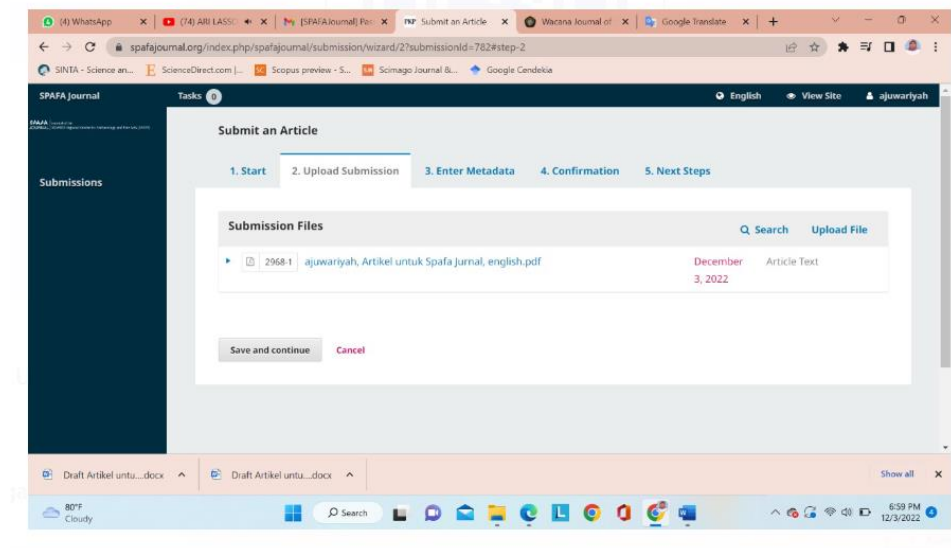 (4) WhatsApp
(74) ARI LASSO
[SPAFAJournal]
Submit an Article
Wacana Journal of
Google Translate
spafajournal.org/index.php/spafajournal/submission/wizard/2?submissionId=782#step-2
SINTA - Science an...
ScienceDirect.com |...
Scopus preview - S...
Scimago Journal &...
Google Cendekia
SPAFA Journal
Tasks 0
English
View Site
ajuwariyah
Submit an Article
1. Start
2. Upload Submission
3. Enter Metadata
4. Confirmation
5. Next Steps
Submissions
Submission Files
Search
Upload File
2968-1 ajuwariyah, Artikel untuk Spafa Jurnal, english.pdf
December
3, 2022
Article Text
Save and continue
Cancel
Draft Artikel untu....docx
Draft Artikel untu....docx
Show all
80°F
Cloudy
Search
6:59 PM
12/3/2022